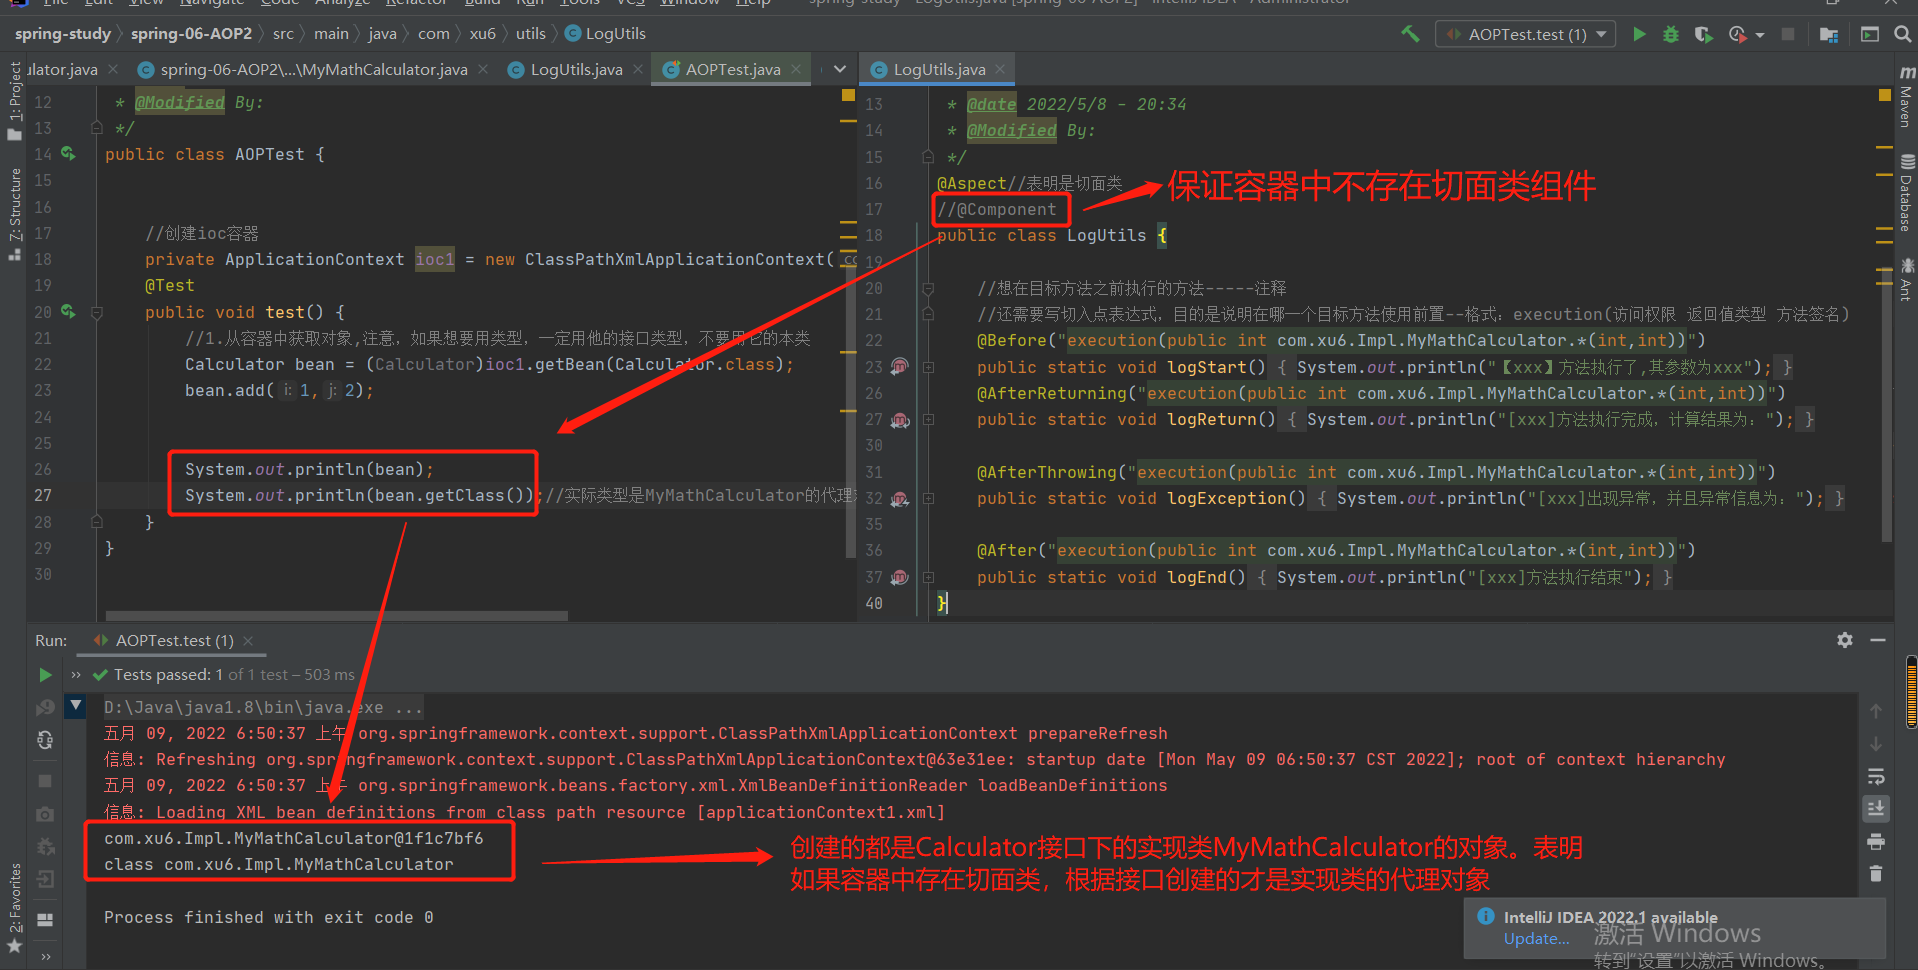 File Edit View Navigate Code Analyze Refactor Build Run Tools VCS Window Help spring-study - LogUtils.java [spring-06-AOP2] - IntelliJ IDEA - Administrator
spring-study spring-06-AOP2 src main java com xu6 utils LogUtils
AOPTest.test (1)
ulator.java
spring-06-AOP2\...\MyMathCalculator.java
LogUtils.java
AOPTest.java
LogUtils.java
1: Project
7: Structure
2: Favorites
Maven
Database
Ant
12 * @Modified By:
13 */
14 public class AOPTest {
15
16
17 //创建ioc容器
18 private ApplicationContext ioc1 = new ClassPathXmlApplicationContext( co
19 @Test
20 public void test() {
21 //1.从容器中获取对象,注意，如果想要用类型，一定用他的接口类型，不要用它的本类
22 Calculator bean = (Calculator)ioc1.getBean(Calculator.class);
23 bean.add( i: 1, j: 2);
24
25
26 System.out.println(bean);
27 System.out.println(bean.getClass());//实际类型是MyMathCalculator的代理
28 }
29 }
30
13 * @date 2022/5/8 - 20:34
14 * @Modified By:
15 */
16 @Aspect//表明是切面类
17 //@Component
保证容器中不存在切面类组件
18 public class LogUtils {
19
20 //想在目标方法之前执行的方法-----注释
21 //还需要写切入点表达式，目的是说明在哪一个目标方法使用前置--格式：execution(访问权限 返回值类型 方法签名)
22 @Before("execution(public int com.xu6.Impl.MyMathCalculator.*(int,int))")
23 public static void logStart() { System.out.println("【xxx】方法执行了,其参数为xxx"); }
26 @AfterReturning("execution(public int com.xu6.Impl.MyMathCalculator.*(int,int))")
27 public static void logReturn() { System.out.println("[xxx]方法执行完成，计算结果为："); }
30
31 @AfterThrowing("execution(public int com.xu6.Impl.MyMathCalculator.*(int,int))")
32 public static void logException() { System.out.println("[xxx]出现异常，并且异常信息为："); }
35
36 @After("execution(public int com.xu6.Impl.MyMathCalculator.*(int,int))")
37 public static void logEnd() { System.out.println("[xxx]方法执行结束"); }
40 }
Run: AOPTest.test (1)
Tests passed: 1 of 1 test – 503 ms
D:\Java\java1.8\bin\java.exe ...
五月 09, 2022 6:50:37 上午 org.springframework.context.support.ClassPathXmlApplicationContext prepareRefresh
信息: Refreshing org.springframework.context.support.ClassPathXmlApplicationContext@63e31ee: startup date [Mon May 09 06:50:37 CST 2022]; root of context hierarchy
五月 09, 2022 6:50:37 上午 org.springframework.beans.factory.xml.XmlBeanDefinitionReader loadBeanDefinitions
信息: Loading XML bean definitions from class path resource [applicationContext1.xml]
com.xu6.Impl.MyMathCalculator@1f1c7bf6
class com.xu6.Impl.MyMathCalculator
创建的都是Calculator接口下的实现类MyMathCalculator的对象。表明
如果容器中存在切面类，根据接口创建的才是实现类的代理对象
Process finished with exit code 0
IntelliJ IDEA 2022.1 available
Update...
激活 Windows
转到"设置"以激活 Windows。